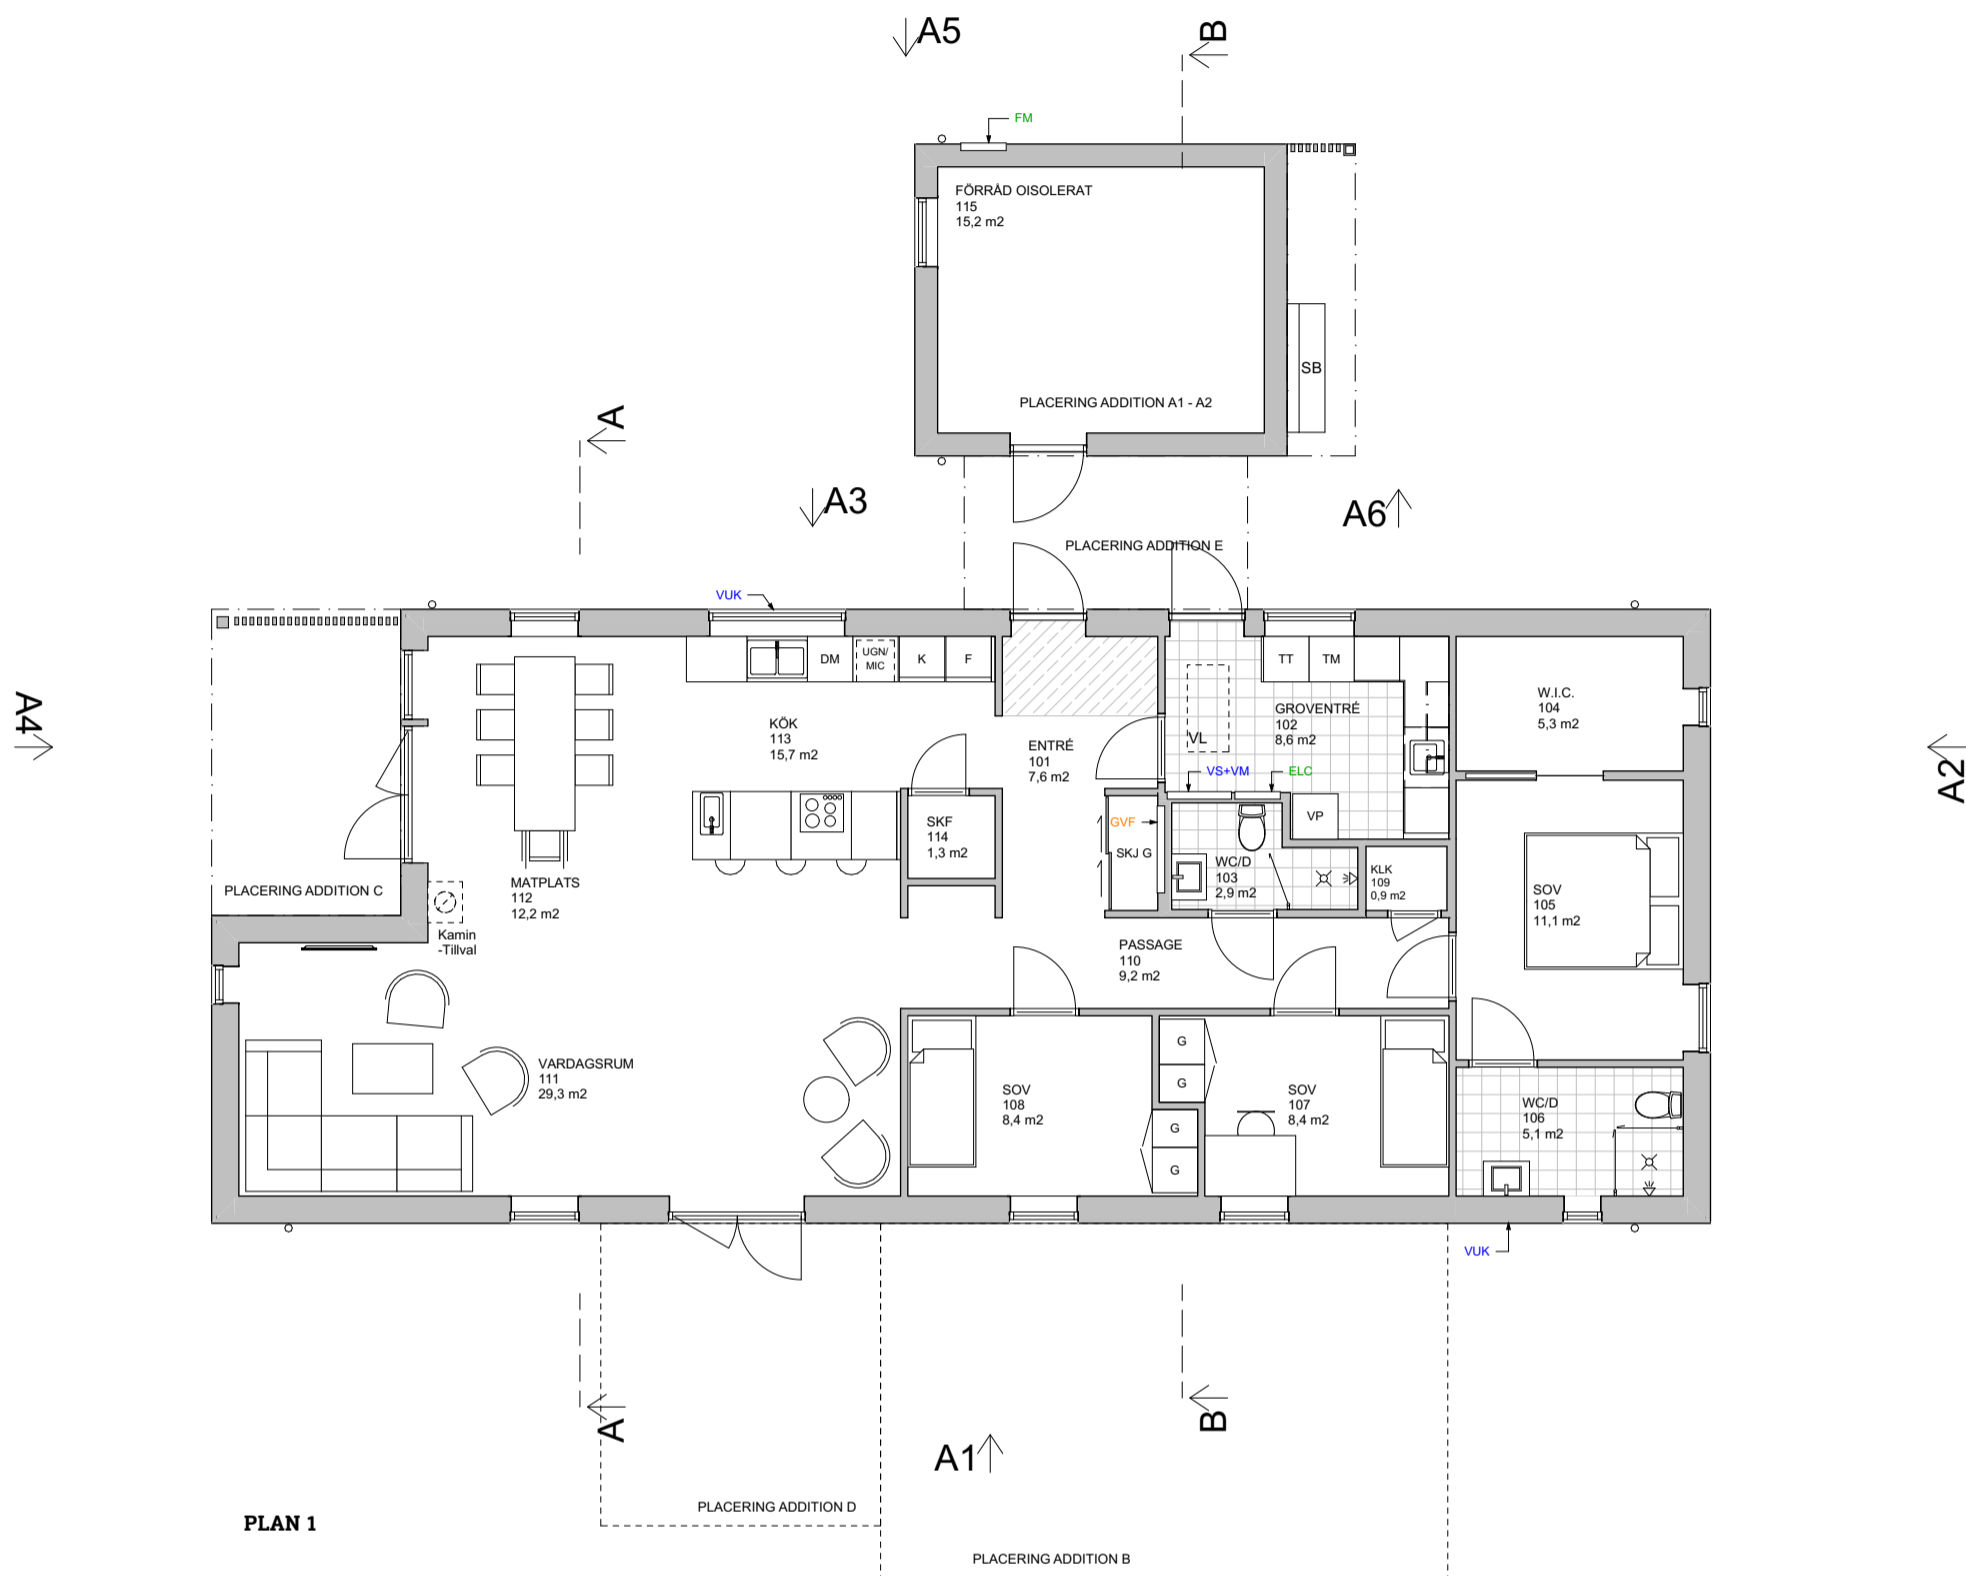 A5
B
FM
FÖRRÅD OISOLERAT
115
15,2 m2
SB
PLACERING ADDITION A1 - A2
A
A3
A6
PLACERING ADDITION E
VUK
DM
UGN/
MIC
K
F
TT
TM
A4
KÖK
113
15,7 m2
ENTRÉ
101
7,6 m2
GROVENTRÉ
102
8,6 m2
VL
W.I.C.
104
5,3 m2
A2
VS+VM
ELC
VP
GVF
SKJ G
SKF
114
1,3 m2
WC/D
103
2,9 m2
KLK
109
0,9 m2
SOV
105
11,1 m2
PLACERING ADDITION C
MATPLATS
112
12,2 m2
Kamin
-Tillval
PASSAGE
110
9,2 m2
VARDAGSRUM
111
29,3 m2
SOV
108
8,4 m2
G
G
G
G
SOV
107
8,4 m2
WC/D
106
5,1 m2
VUK
A
B
A1
PLACERING ADDITION D
PLAN 1
PLACERING ADDITION B